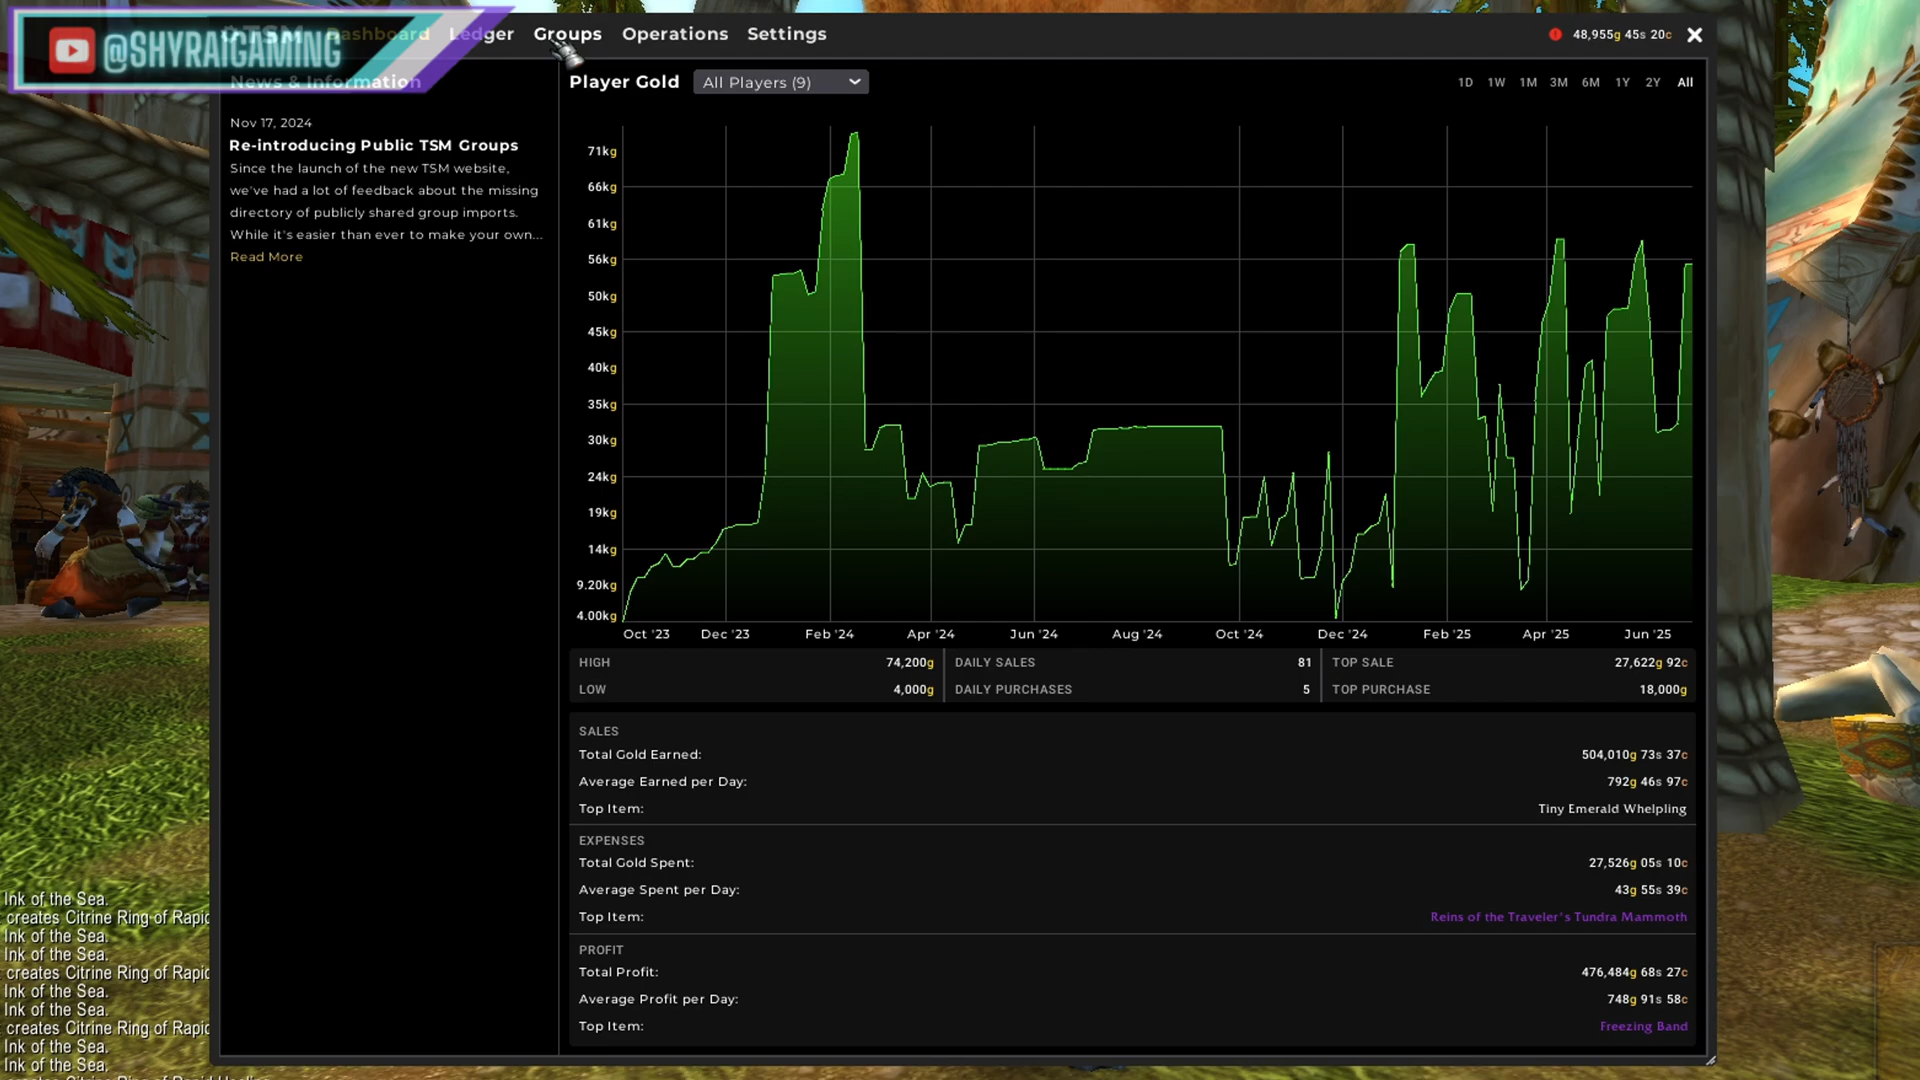 @SHYRAIGAMING
Dashboard
Ledger
Groups
Operations
Settings
48,955g 45s 20c
News & Information
Nov 17, 2024
Re-introducing Public TSM Groups
Since the launch of the new TSM website,
we've had a lot of feedback about the missing
directory of publicly shared group imports.
While it's easier than ever to make your own...
Read More
Player Gold
All Players (9)
1D 1W 1M 3M 6M 1Y 2Y All
71kg
66kg
61kg
56kg
50kg
45kg
40kg
35kg
30kg
24kg
19kg
14kg
9.20kg
4.00kg
Oct '23 Dec '23 Feb '24 Apr '24 Jun '24 Aug '24 Oct '24 Dec '24 Feb '25 Apr '25 Jun '25
HIGH 74,200g DAILY SALES 81 TOP SALE 27,622g 92c
LOW 4,000g DAILY PURCHASES 5 TOP PURCHASE 18,000g
SALES
Total Gold Earned: 504,010g 73s 37c
Average Earned per Day: 792g 46s 97c
Top Item: Tiny Emerald Whelpling
EXPENSES
Total Gold Spent: 27,526g 05s 10c
Average Spent per Day: 43g 55s 39c
Top Item: Reins of the Traveler's Tundra Mammoth
PROFIT
Total Profit: 476,484g 68s 27c
Average Profit per Day: 748g 91s 58c
Top Item: Freezing Band
Ink of the Sea.
creates Citrine Ring of Rapid
Ink of the Sea.
Ink of the Sea.
creates Citrine Ring of Rapid
Ink of the Sea.
Ink of the Sea.
creates Citrine Ring of Rapid
Ink of the Sea.
Ink of the Sea.